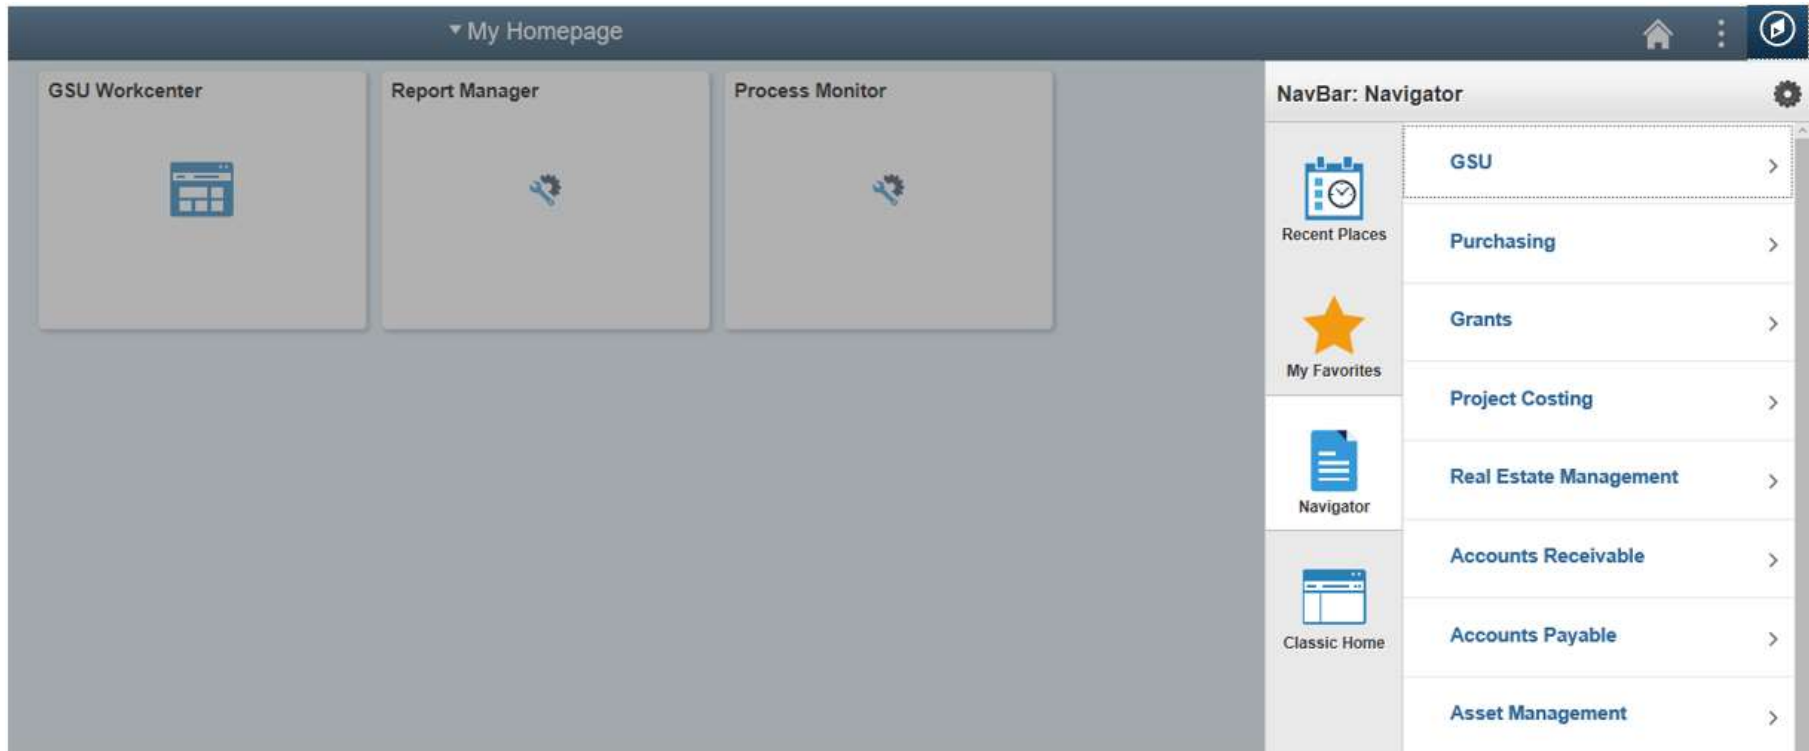 My Homepage
GSU Workcenter
Report Manager
Process Monitor
NavBar: Navigator
Recent Places
My Favorites
Navigator
Classic Home
GSU
Purchasing
Grants
Project Costing
Real Estate Management
Accounts Receivable
Accounts Payable
Asset Management